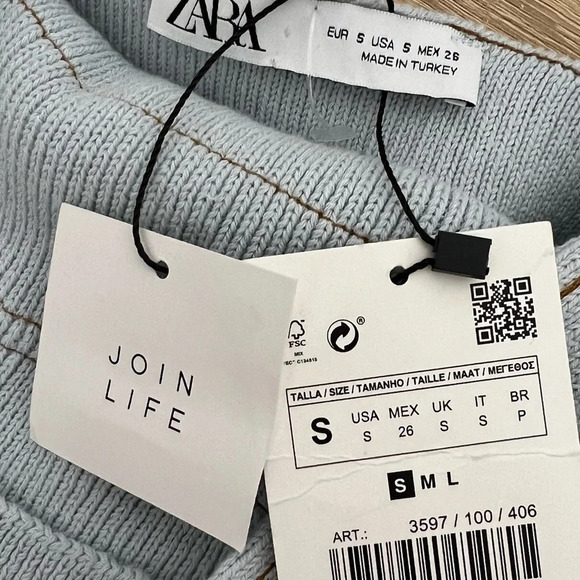 ZARA
EUR S USA S MEX 26
MADE IN TURKEY
JOIN
LIFE
FSC
MIX
TALLA / SIZE / TAMANHO / TAILLE / MAAT / ΜΕΓΕΘΟΣ
S USA MEX UK IT BR
S 26 S S P
S M L
ART.: 3597 / 100 / 406